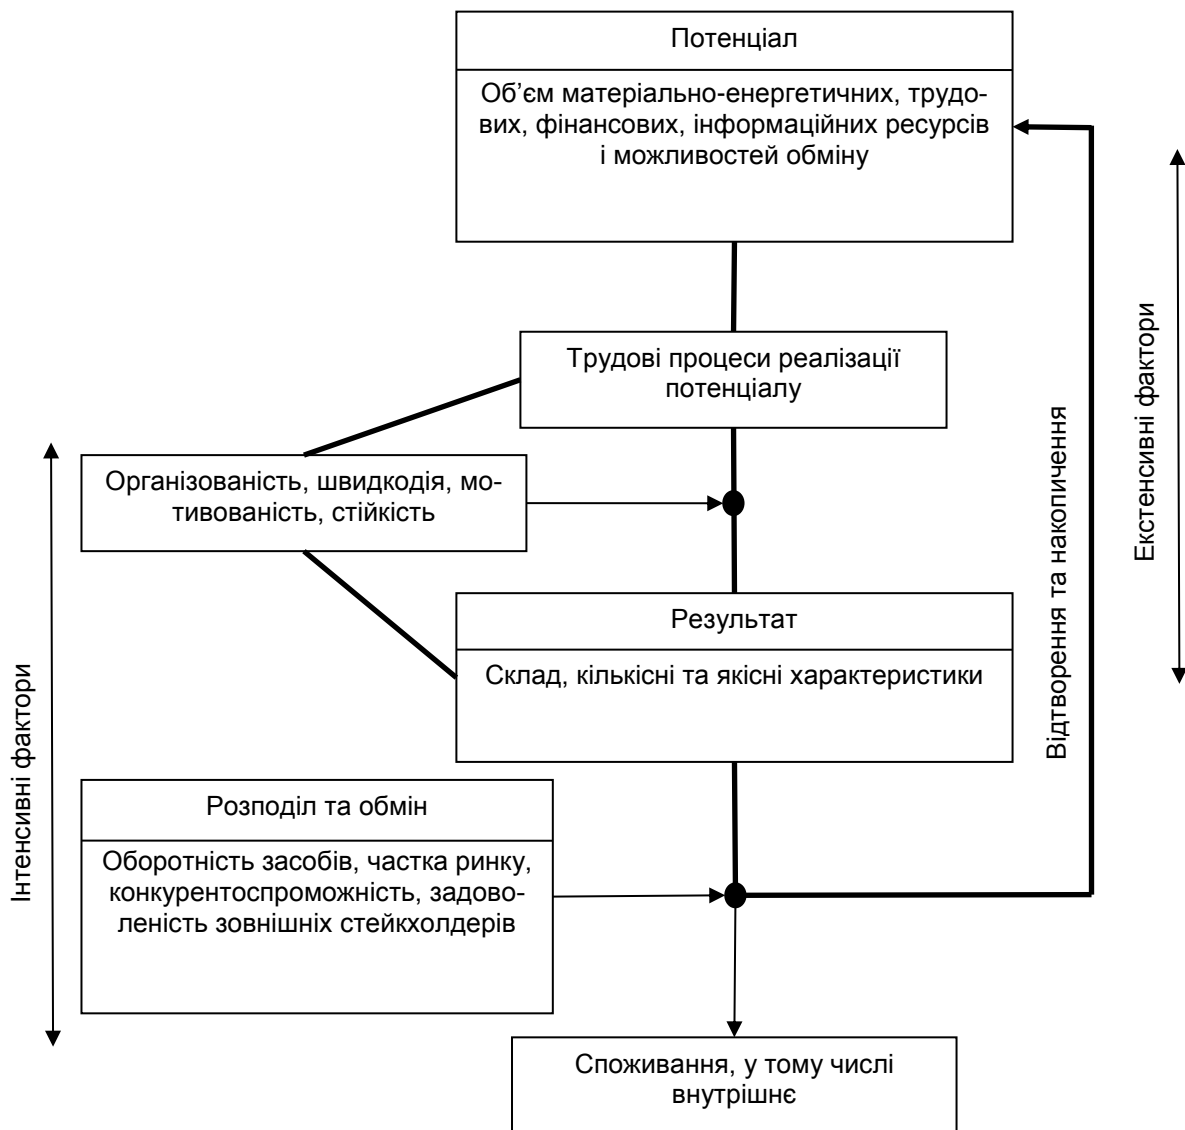 Потенціал
Об’єм матеріально-енергетичних, трудо-
вих, фінансових, інформаційних ресурсів
і можливостей обміну
Екстенсивні фактори
Трудові процеси реалізації
потенціалу
Відтворення та накопичення
Організованість, швидкодія, мо-
тивованість, стійкість
Результат
Склад, кількісні та якісні характеристики
Інтенсивні фактори
Розподіл та обмін
Оборотність засобів, частка ринку,
конкурентоспроможність, задово-
леність зовнішніх стейкхолдерів
Споживання, у тому числі
внутрішнє